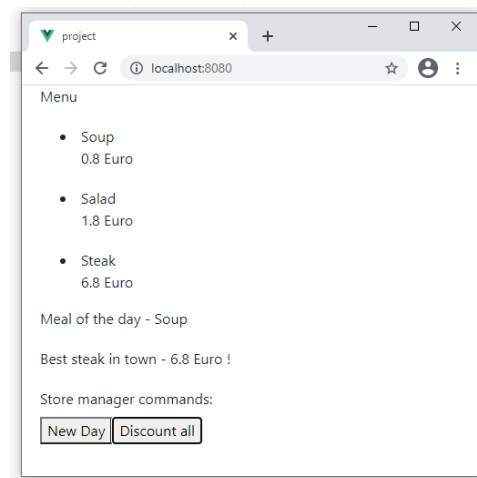 project
localhost:8080
Menu
Soup
0.8 Euro
Salad
1.8 Euro
Steak
6.8 Euro
Meal of the day - Soup
Best steak in town - 6.8 Euro !
Store manager commands:
New Day Discount all